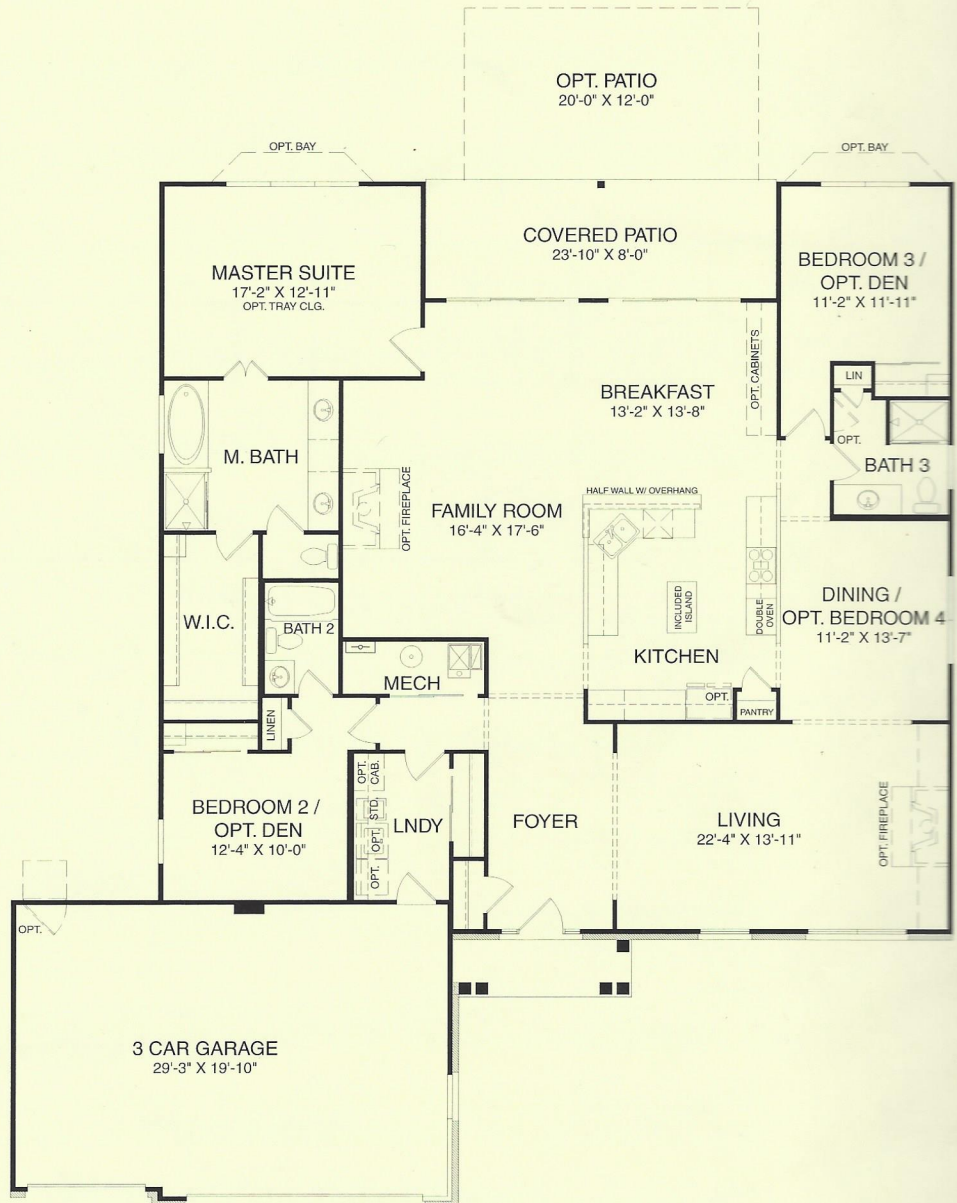 OPT. PATIO
20'-0" X 12'-0"
OPT. BAY
OPT. BAY
COVERED PATIO
23'-10" X 8'-0"
MASTER SUITE
17'-2" X 12'-11"
OPT. TRAY CLG.
BEDROOM 3 /
OPT. DEN
11'-2" X 11'-11"
OPT. CABINETS
LIN
BREAKFAST
13'-2" X 13'-8"
OPT.
BATH 3
M. BATH
OPT. FIREPLACE
HALF WALL W/ OVERHANG
FAMILY ROOM
16'-4" X 17'-6"
INCLUDED
ISLAND
DOUBLE
OVEN
DINING /
OPT. BEDROOM 4
11'-2" X 13'-7"
W.I.C.
BATH 2
KITCHEN
MECH
OPT.
PANTRY
LINEN
OPT.
CAB.
STD.
OPT.
OPT.
LNDY
BEDROOM 2 /
OPT. DEN
12'-4" X 10'-0"
FOYER
LIVING
22'-4" X 13'-11"
OPT. FIREPLACE
OPT.
3 CAR GARAGE
29'-3" X 19'-10"